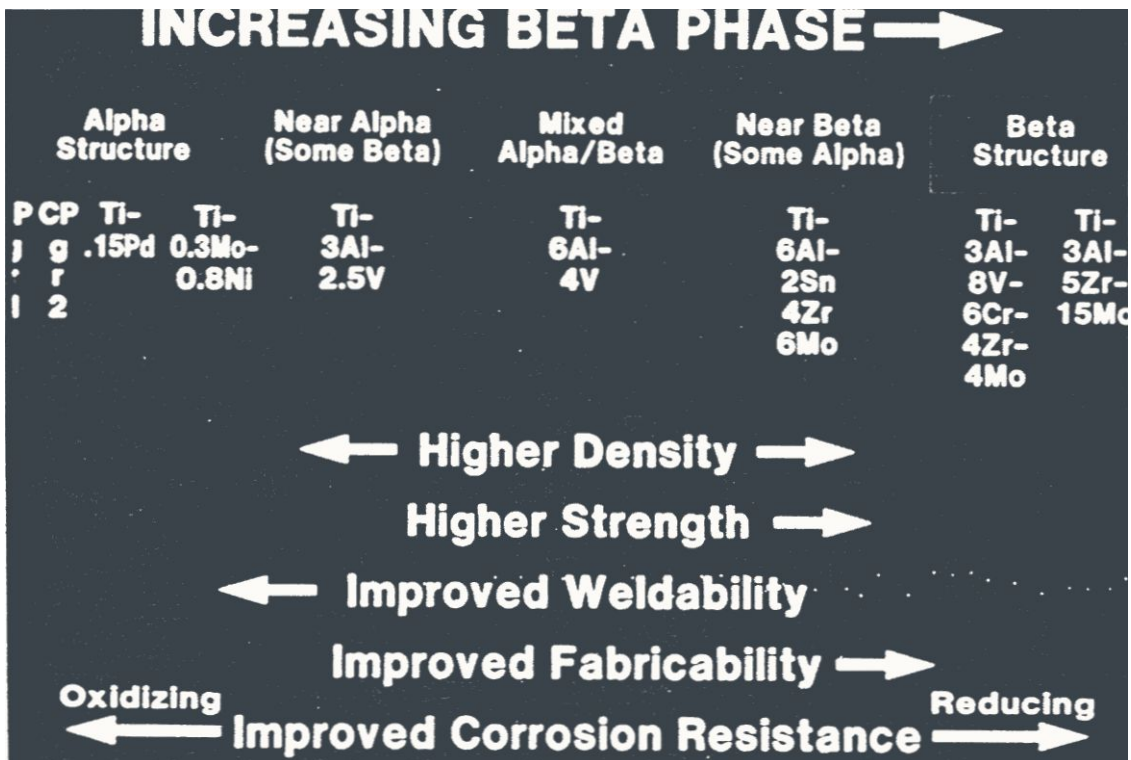 INCREASING BETA PHASE
Alpha Structure
Near Alpha (Some Beta)
Mixed Alpha/Beta
Near Beta (Some Alpha)
Beta Structure
P
CP gr 2
Ti- .15Pd
Ti- 0.3Mo- 0.8Ni
Ti- 3Al- 2.5V
Ti- 6Al- 4V
Ti- 6Al- 2Sn 4Zr 6Mo
Ti- 3Al- 8V- 6Cr- 4Zr- 4Mo
Ti- 3Al- 5Zr- 15Mo
Higher Density
Higher Strength
Improved Weldability
Improved Fabricability
Oxidizing
Reducing
Improved Corrosion Resistance